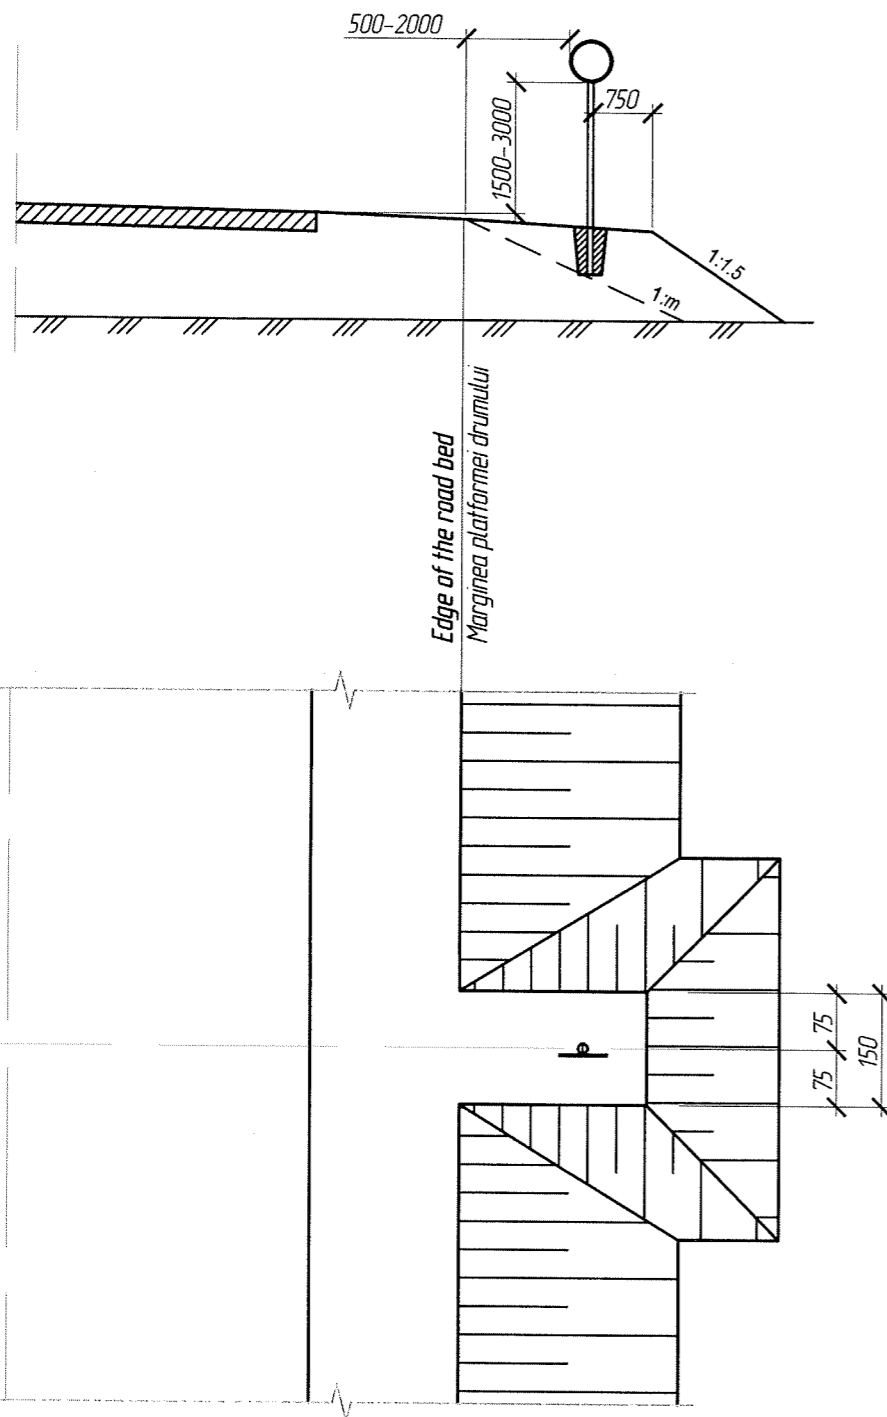 500-2000
1500-3000
750
1:1.5
1:m
Edge of the road bed
Marginea platformei drumului
75
75
150